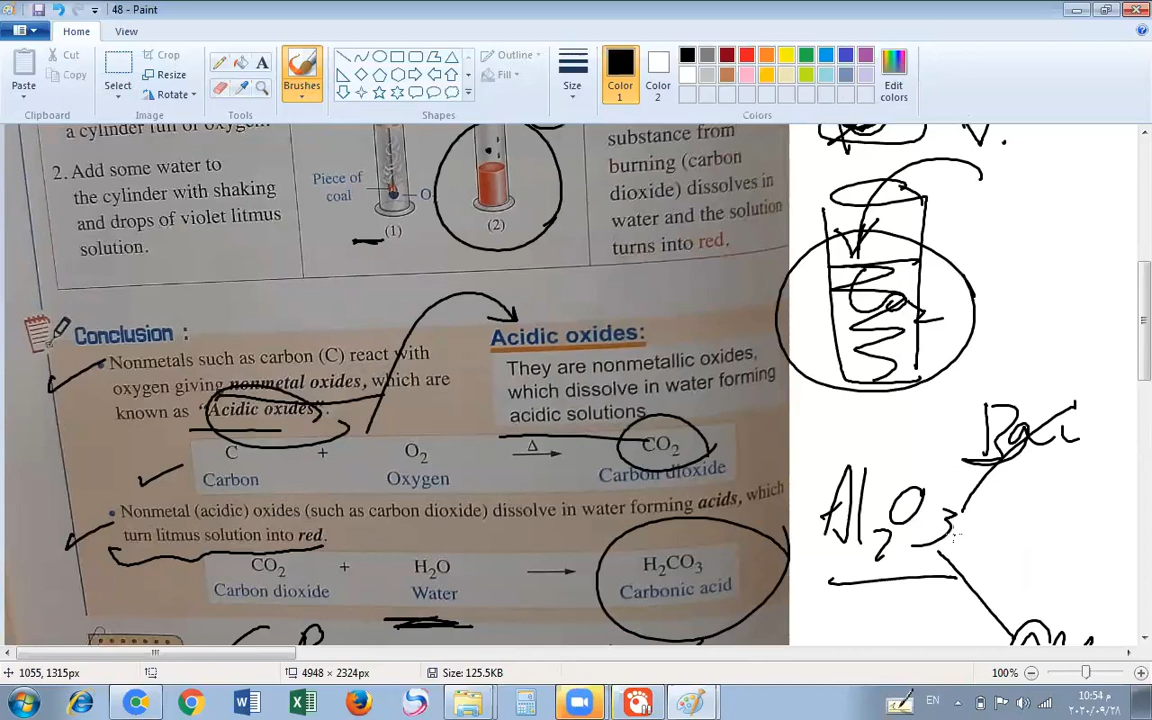 48 - Paint
Home
View
Paste
Cut
Copy
Clipboard
Select
Crop
Resize
Rotate
Image
Tools
Brushes
Outline
Fill
Shapes
Size
Color 1
Color 2
Edit colors
Colors
a cylinder full of oxygen.
2. Add some water to
the cylinder with shaking
and drops of violet litmus
solution.
Piece of
coal
O
(1)
(2)
substance from
burning (carbon
dioxide) dissolves in
water and the solution
turns into red.
Conclusion :
• Nonmetals such as carbon (C) react with
oxygen giving nonmetal oxides, which are
known as "Acidic oxides".
Acidic oxides:
They are nonmetallic oxides,
which dissolve in water forming
acidic solutions
C + O2 Δ → CO2
Carbon Oxygen Carbon dioxide
• Nonmetal (acidic) oxides (such as carbon dioxide) dissolve in water forming acids, which
turn litmus solution into red.
CO2 + H2O → H2CO3
Carbon dioxide Water Carbonic acid
Al2O3
1055, 1315px
4948 × 2324px
Size: 125.5KB
100%
EN
10:54 م
٢٠٢٠/٠٩/٢٨